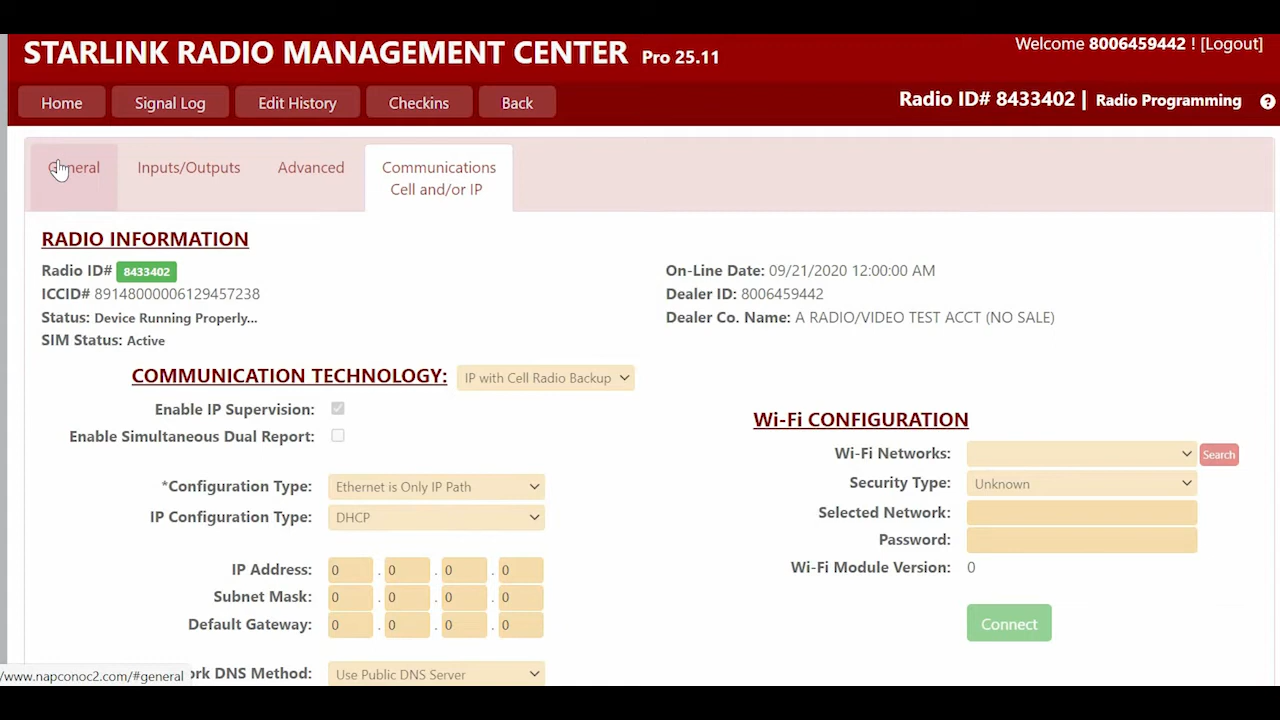 STARLINK RADIO MANAGEMENT CENTER Pro 25.11
Welcome 8006459442 ! [Logout]
Home Signal Log Edit History Checkins Back
Radio ID# 8433402 | Radio Programming ?
General Inputs/Outputs Advanced Communications
Cell and/or IP
RADIO INFORMATION
Radio ID# 8433402
ICCID# 89148000006129457238
Status: Device Running Properly...
SIM Status: Active
On-Line Date: 09/21/2020 12:00:00 AM
Dealer ID: 8006459442
Dealer Co. Name: A RADIO/VIDEO TEST ACCT (NO SALE)
COMMUNICATION TECHNOLOGY: IP with Cell Radio Backup
Enable IP Supervision:
Enable Simultaneous Dual Report:
*Configuration Type: Ethernet is Only IP Path
IP Configuration Type: DHCP
IP Address: 0 . 0 . 0 . 0
Subnet Mask: 0 . 0 . 0 . 0
Default Gateway: 0 . 0 . 0 . 0
rk DNS Method: Use Public DNS Server
Wi-Fi CONFIGURATION
Wi-Fi Networks: Search
Security Type: Unknown
Selected Network:
Password:
Wi-Fi Module Version: 0
Connect
/www.napconoc2.com/#general